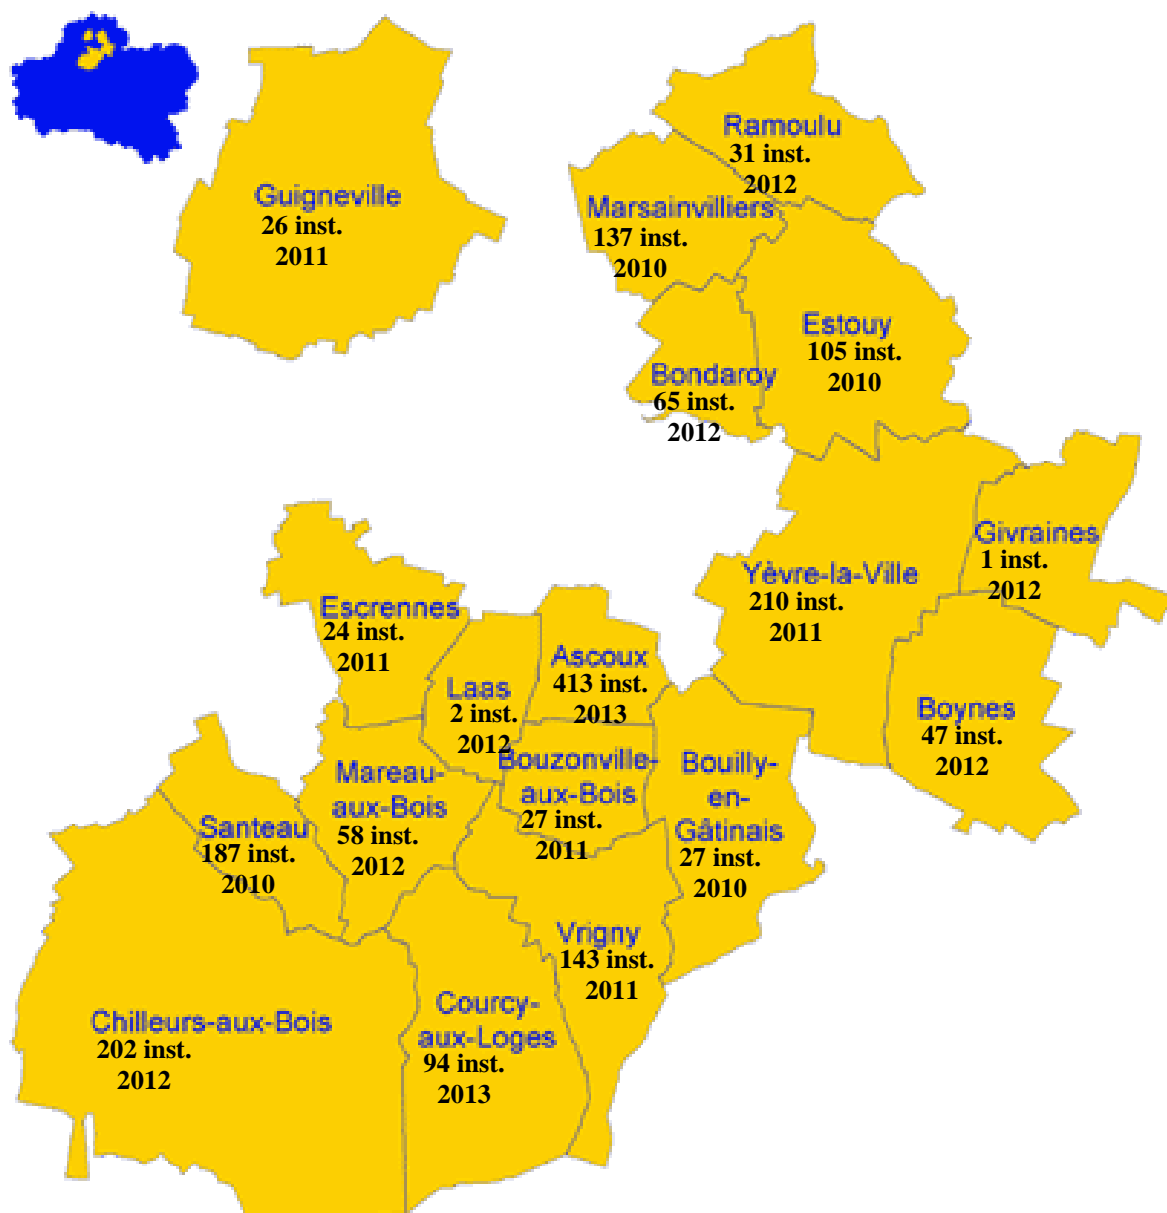 Ramoulu
31 inst.
2012
Guigneville
26 inst.
2011
Marsainvilliers
137 inst.
2010
Estouy
105 inst.
2010
Bondaroy
65 inst.
2012
Givraines
1 inst.
2012
Yèvre-la-Ville
210 inst.
2011
Escrennes
24 inst.
2011
Ascoux
413 inst.
2013
Laas
2 inst.
2012
Boynes
47 inst.
2012
Bouzonville-
aux-Bois
27 inst.
2011
Bouilly-
en-
Gâtinais
27 inst.
2010
Mareau-
aux-Bois
58 inst.
2012
Santeau
187 inst.
2010
Vrigny
143 inst.
2011
Courcy-
aux-Loges
94 inst.
2013
Chilleurs-aux-Bois
202 inst.
2012